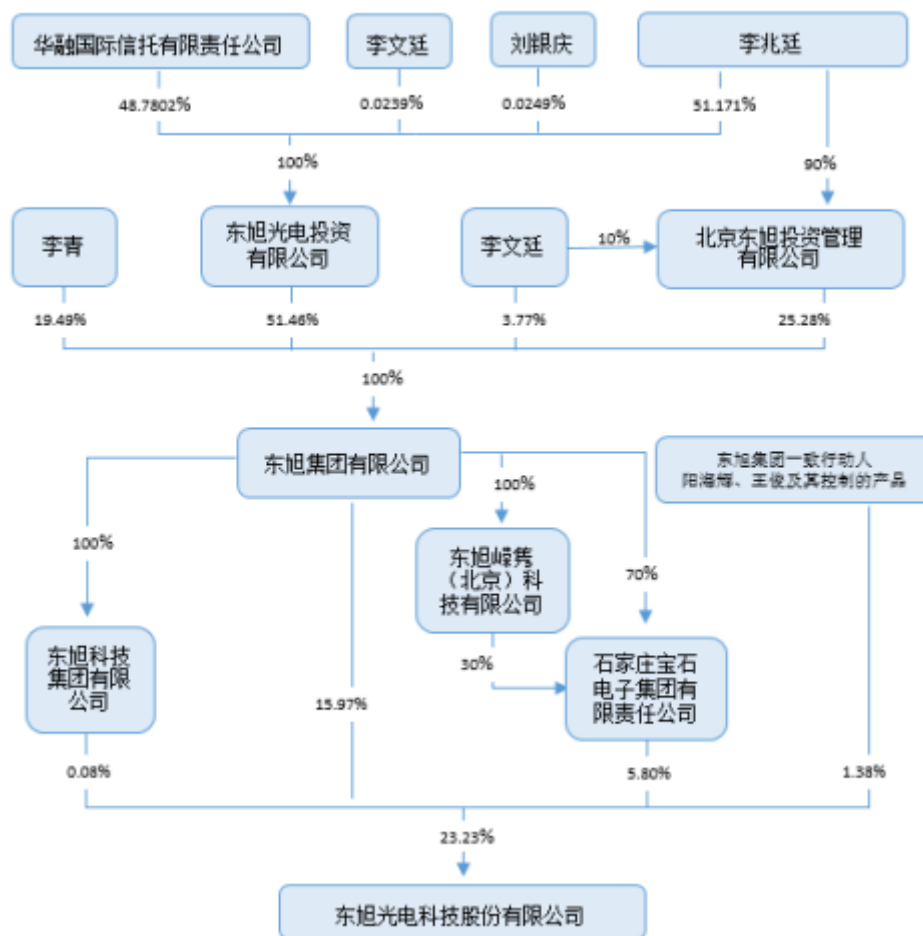 华融国际信托有限责任公司
李文廷
刘银庆
李兆廷
48.7802%
0.0239%
0.0249%
51.171%
100%
90%
李青
东旭光电投资
有限公司
李文廷
10%
北京东旭投资管理
有限公司
19.49%
51.46%
3.77%
25.28%
100%
东旭集团有限公司
东旭集团一致行动人
阳海辉、王俊及其控制的产品
100%
100%
70%
东旭嵘隽
（北京）科
技有限公司
东旭科技
集团有限
公司
30%
石家庄宝石
电子集团有
限责任公司
15.97%
0.08%
5.80%
1.38%
23.23%
东旭光电科技股份有限公司